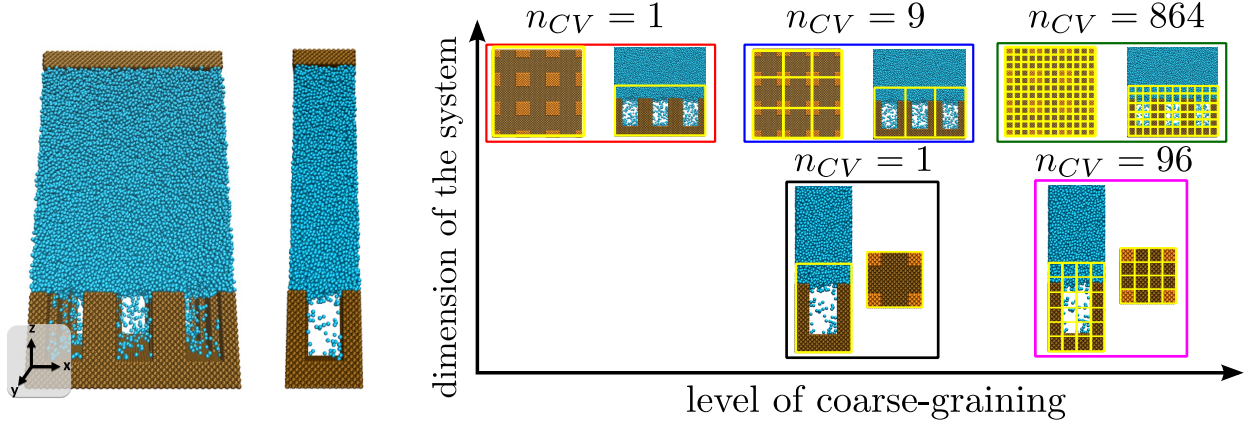 n_{CV} = 1
n_{CV} = 9
n_{CV} = 864
n_{CV} = 1
n_{CV} = 96
dimension of the system
level of coarse-graining
z
x
y